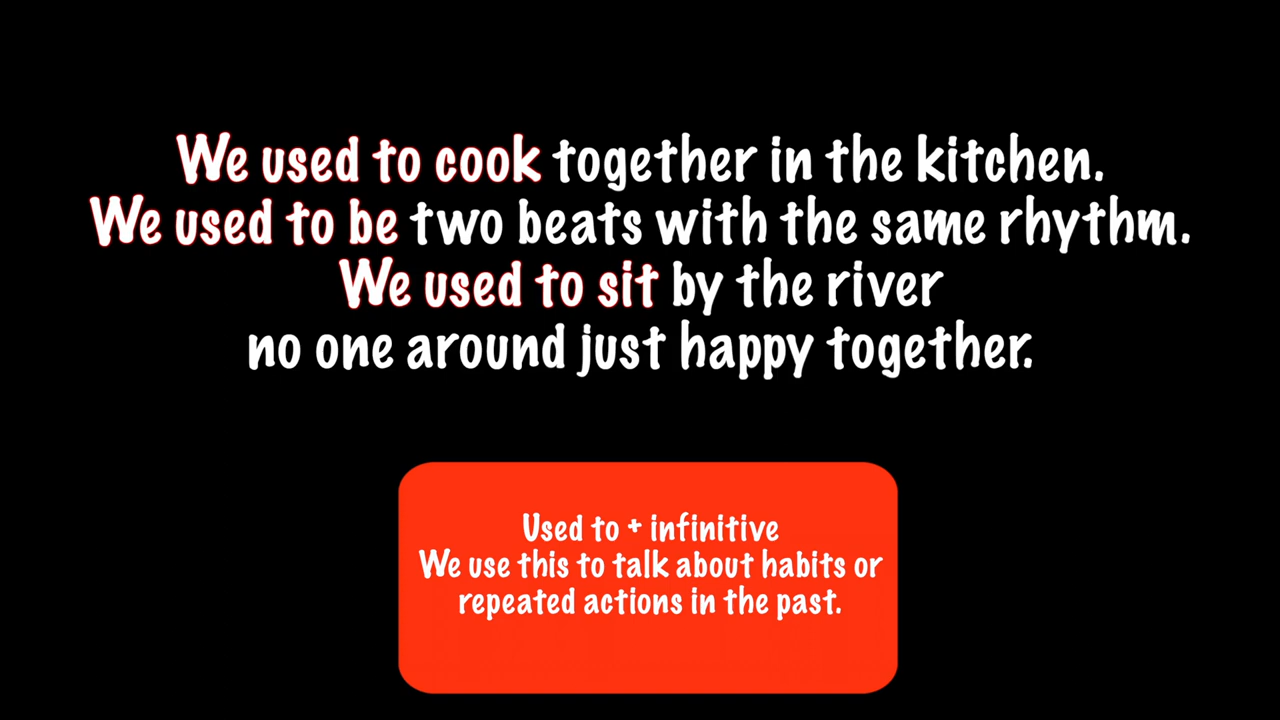 We used to cook together in the kitchen.
We used to be two beats with the same rhythm.
We used to sit by the river
no one around just happy together.
Used to + infinitive
We use this to talk about habits or
repeated actions in the past.